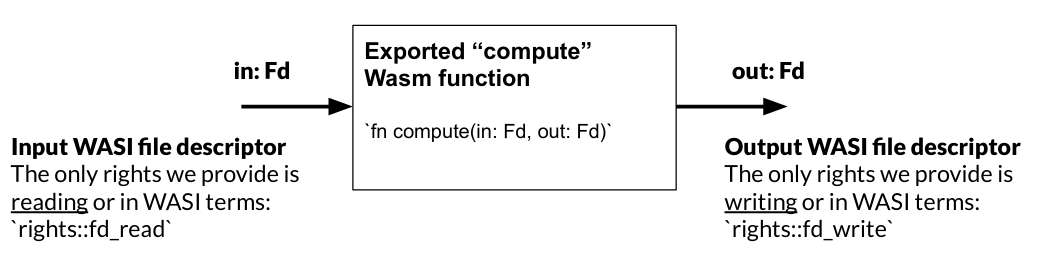 in: Fd
Exported “compute”
Wasm function
`fn compute(in: Fd, out: Fd)`
out: Fd
Input WASI file descriptor
The only rights we provide is
reading or in WASI terms:
`rights::fd_read`
Output WASI file descriptor
The only rights we provide is
writing or in WASI terms:
`rights::fd_write`